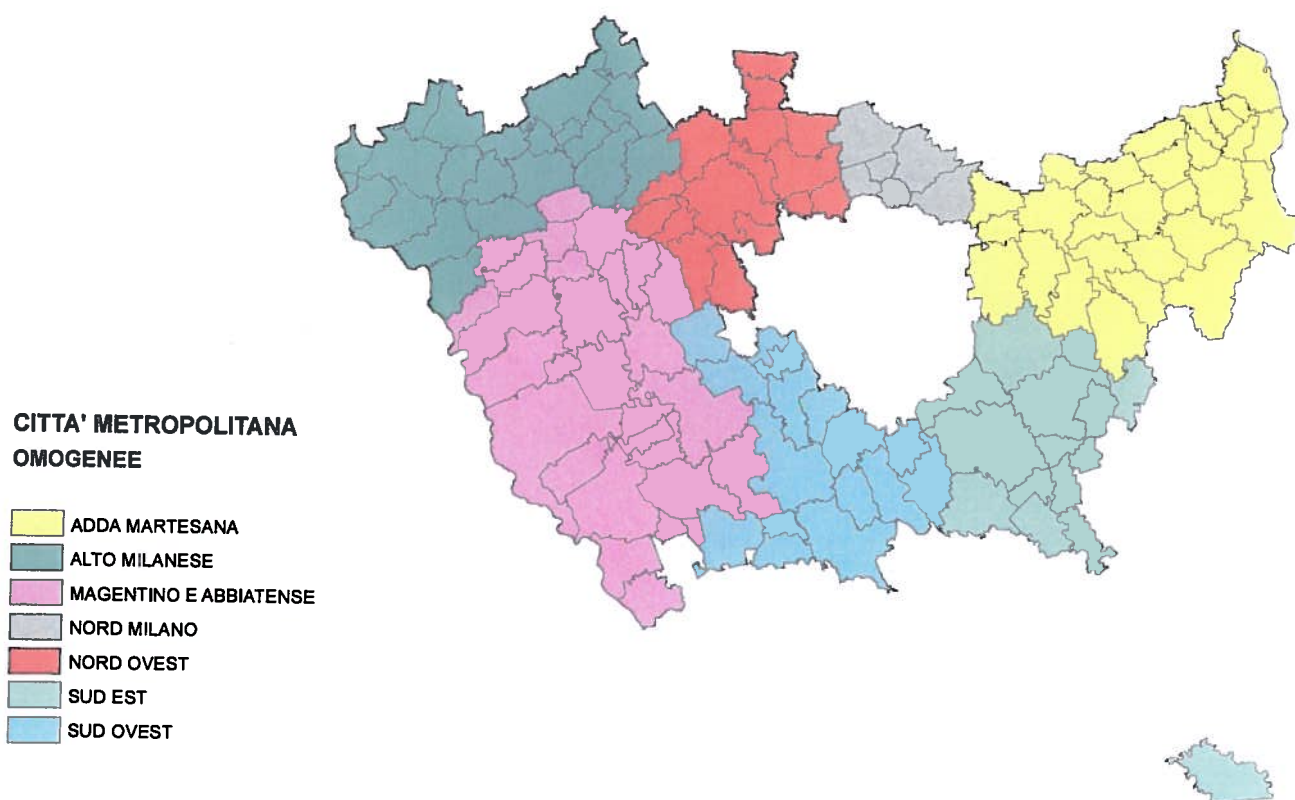 CITTA' METROPOLITANA
OMOGENEE
ADDA MARTESANA
ALTO MILANESE
MAGENTINO E ABBIATENSE
NORD MILANO
NORD OVEST
SUD EST
SUD OVEST